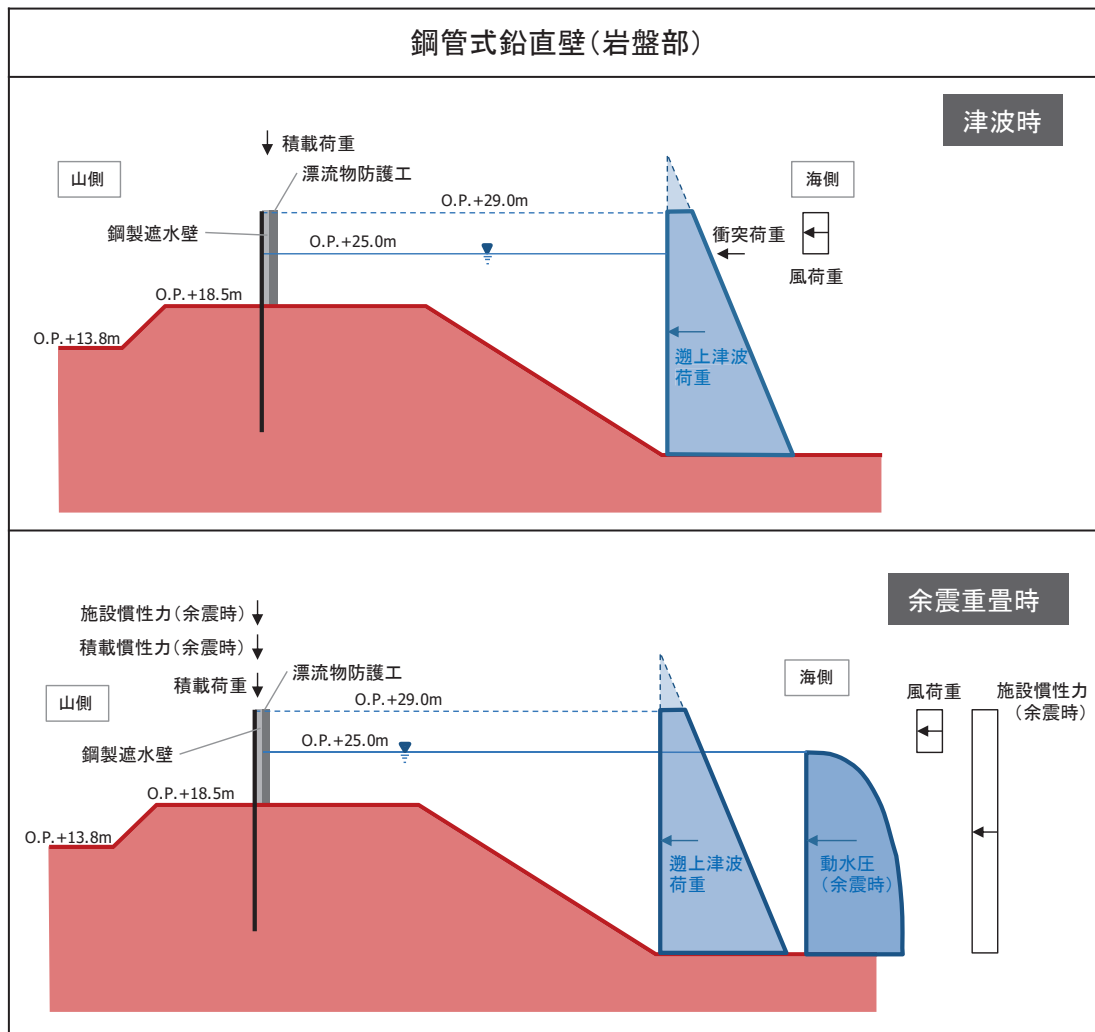 鋼管式鉛直壁(岩盤部)
津波時
積載荷重
漂流物防護工
山側
海側
O.P.+29.0m
鋼製遮水壁
O.P.+25.0m
衝突荷重
風荷重
O.P.+18.5m
O.P.+13.8m
遡上津波
荷重
余震重畳時
施設慣性力(余震時)
積載慣性力(余震時)
積載荷重
漂流物防護工
山側
海側
風荷重
施設慣性力
(余震時)
O.P.+29.0m
鋼製遮水壁
O.P.+25.0m
O.P.+18.5m
O.P.+13.8m
遡上津波
荷重
動水圧
(余震時)